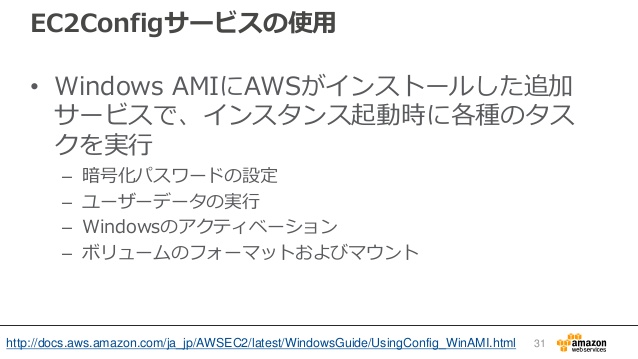 EC2Configサービスの使用
• Windows AMIにAWSがインストールした追加
サービスで、インスタンス起動時に各種のタス
クを実行
– 暗号化パスワードの設定
– ユーザーデータの実行
– Windowsのアクティベーション
– ボリュームのフォーマットおよびマウント
http://docs.aws.amazon.com/ja_jp/AWSEC2/latest/WindowsGuide/UsingConfig_WinAMI.html
31
amazon
web services